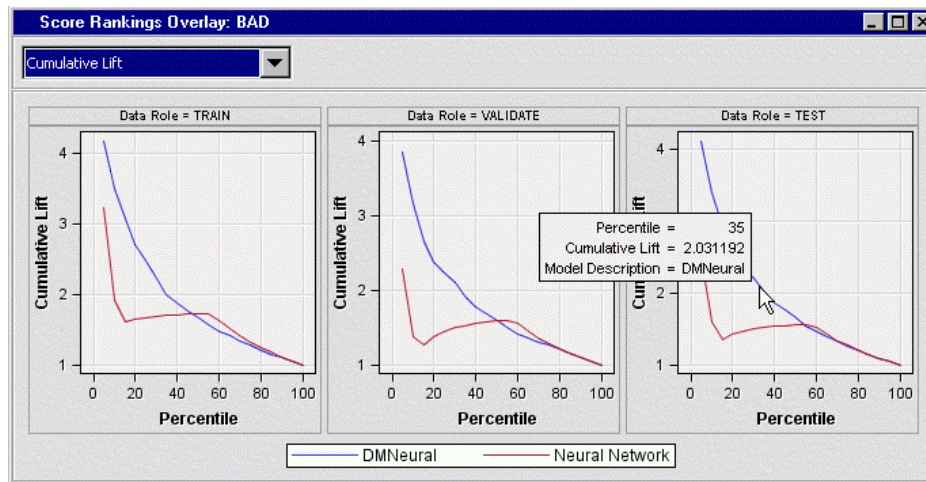 Score Rankings Overlay: BAD
Cumulative Lift
Data Role = TRAIN
Data Role = VALIDATE
Data Role = TEST
Cumulative Lift
4
3
2
1
0 20 40 60 80 100
Percentile
Cumulative Lift
4
3
2
1
0 20 40 60 80 100
Percentile
Cumulative Lift
4
2
1
0 20 40 60 80 100
Percentile
Percentile = 35
Cumulative Lift = 2.031192
Model Description = DMNeural
DMNeural
Neural Network